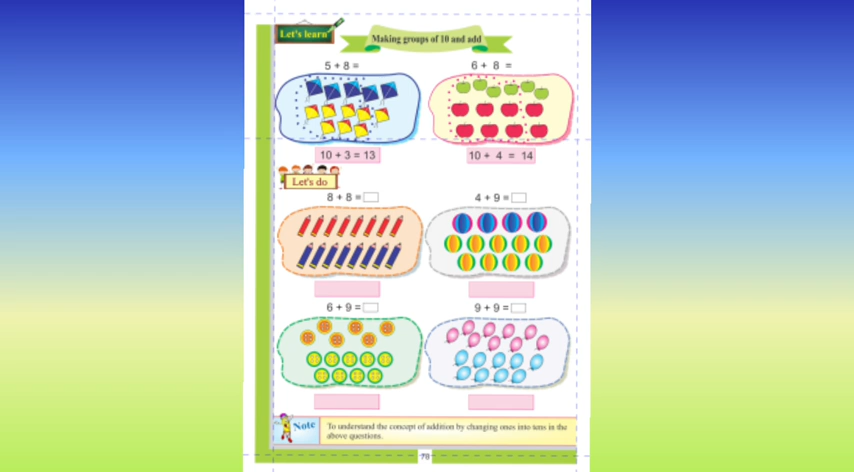 Let's learn
Making groups of 10 and add
5 + 8 =
6 + 8 =
10 + 3 = 13
10 + 4 = 14
Let's do
8 + 8 =
4 + 9 =
6 + 9 =
9 + 9 =
Note
To understand the concept of addition by changing ones into tens in the
above questions.
79